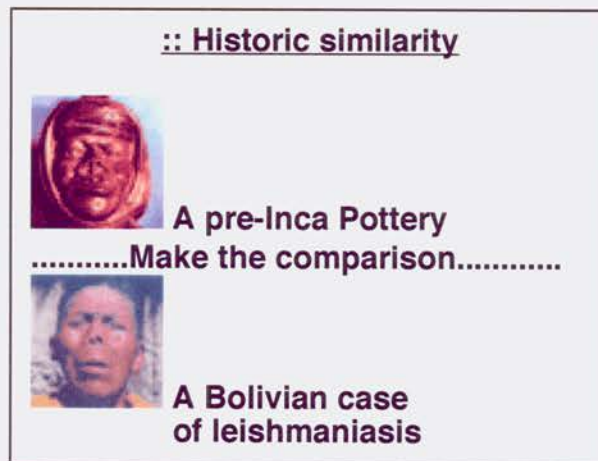 :: Historic similarity
A pre-Inca Pottery
...........Make the comparison............
A Bolivian case
of leishmaniasis